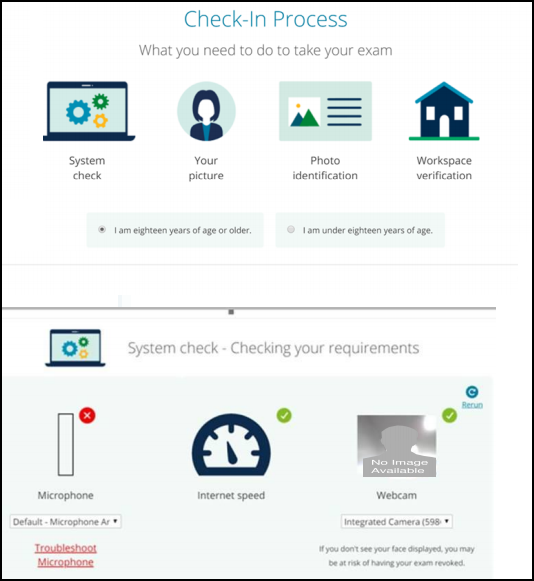 Check-In Process
What you need to do to take your exam
System
check
Your
picture
Photo
identification
Workspace
verification
I am eighteen years of age or older.
I am under eighteen years of age.
System check - Checking your requirements
Rerun
No Image
Available
Microphone
Internet speed
Webcam
Default - Microphone Ar
Integrated Camera (598
Troubleshoot
Microphone
If you don't see your face displayed, you may
be at risk of having your exam revoked.